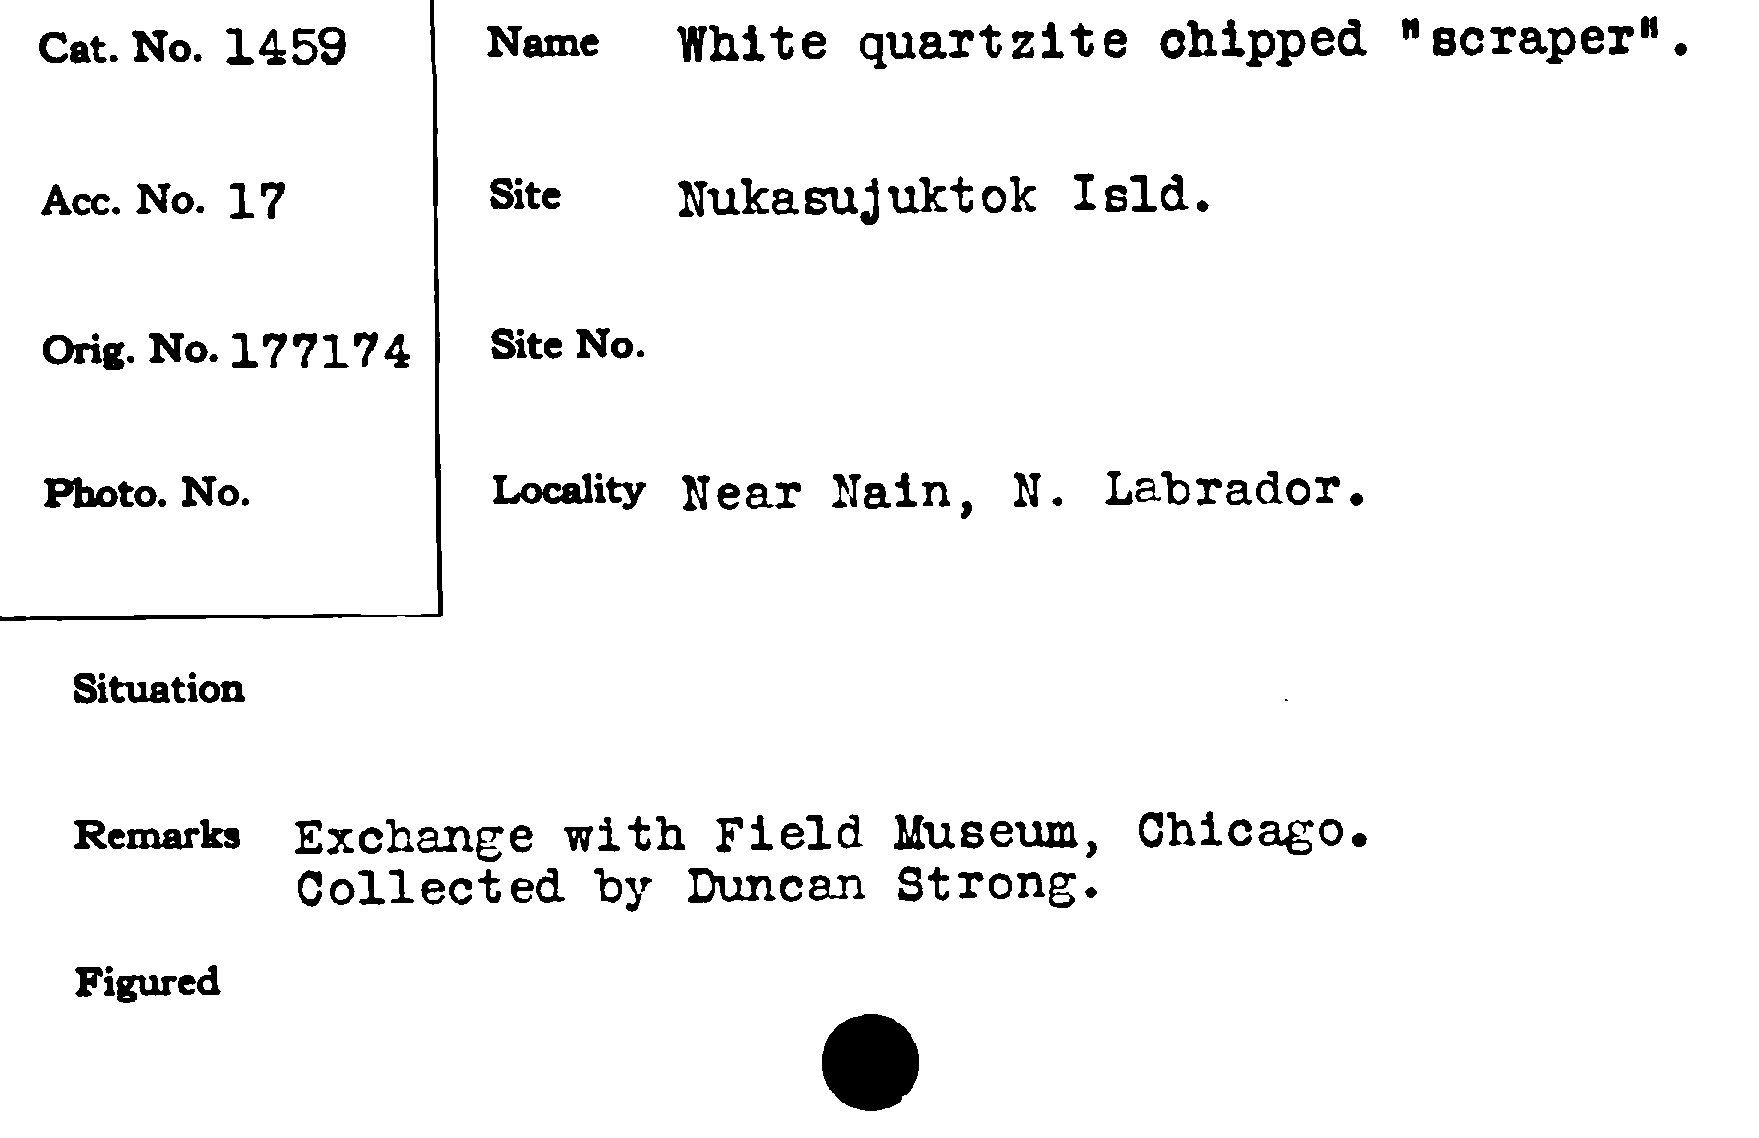 Cat. No. 1459
Name White quartzite chipped "scraper".
Acc. No. 17
Site Nukasujuktok Isld.
Orig. No. 177174
Site No.
Photo. No.
Locality Near Nain, N. Labrador.
Situation
Remarks Exchange with Field Museum, Chicago.
Collected by Duncan Strong.
Figured